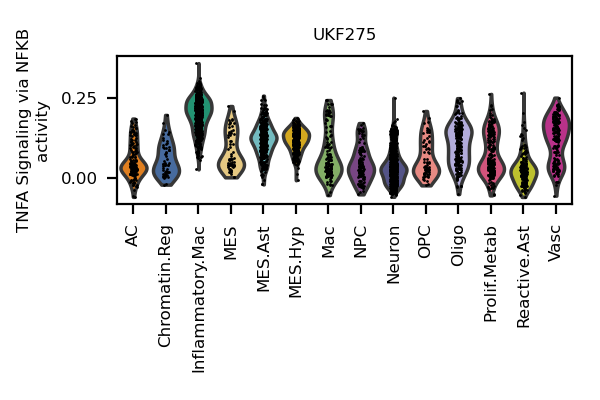 UKF275
TNFA Signaling via NFKB
activity
0.25
0.00
AC
Chromatin.Reg
Inflammatory.Mac
MES
MES.Ast
MES.Hyp
Mac
NPC
Neuron
OPC
Oligo
Prolif.Metab
Reactive.Ast
Vasc